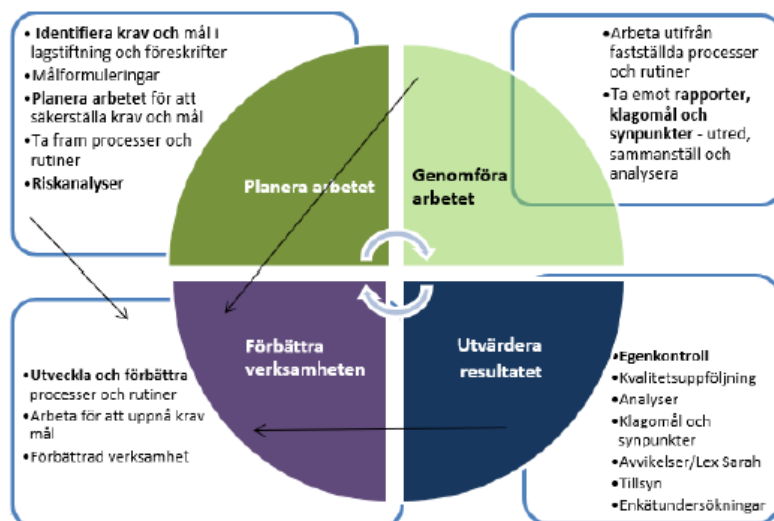 • Identifiera krav och mål i
lagstiftning och föreskrifter
•Målformuleringar
•Planera arbetet för att
säkerställa krav och mål
•Ta fram processer och
rutiner
•Riskanalyser
•Arbeta utifrån
fastställda processer
och rutiner
•Ta emot rapporter,
klagomål och
synpunkter - utred,
sammanställ och
analysera
Planera arbetet
Genomföra
arbetet
Förbättra
verksamheten
Utvärdera
resultatet
•Utveckla och förbättra
processer och rutiner
•Arbeta för att uppnå krav
mål
•Förbättrad verksamhet
•Egenkontroll
•Kvalitetsuppföljning
•Analyser
•Klagomål och
synpunkter
•Avvikelser/Lex Sarah
•Tillsyn
•Enkätundersökningar